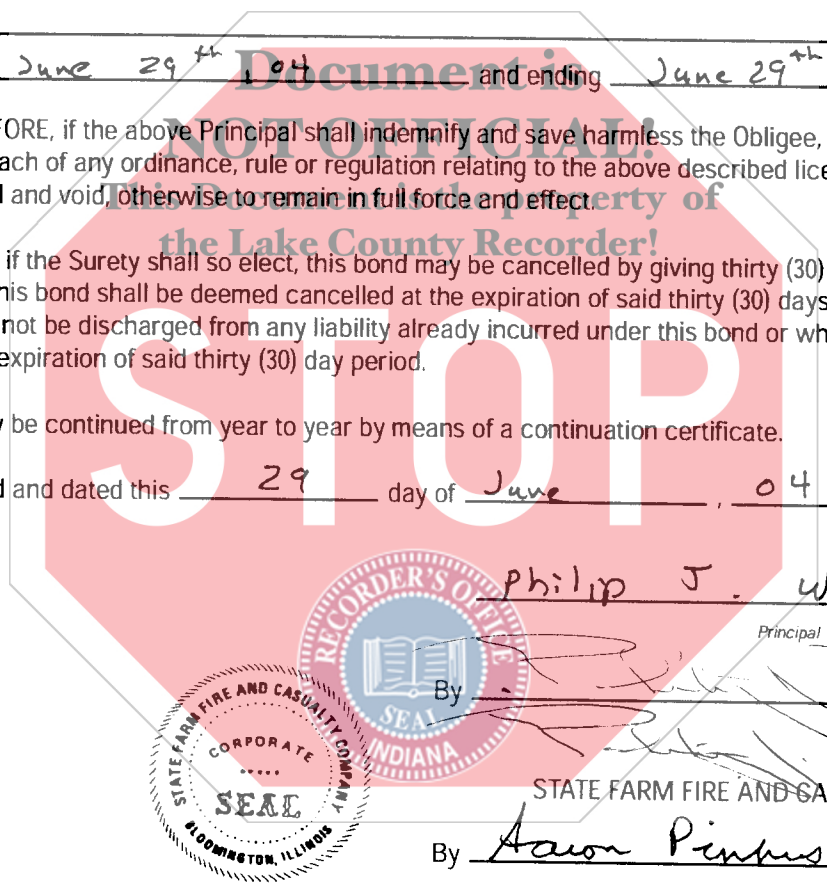 June 29th, 04 and ending June 29th
Document is
NOT OFFICIAL!
This Document is the property of
the Lake County Recorder!
FORE, if the above Principal shall indemnify and save harmless the Obligee,
ach of any ordinance, rule or regulation relating to the above described lice
l and void, otherwise to remain in full force and effect.
if the Surety shall so elect, this bond may be cancelled by giving thirty (30)
his bond shall be deemed cancelled at the expiration of said thirty (30) days
not be discharged from any liability already incurred under this bond or wh
expiration of said thirty (30) day period.
STOP
y be continued from year to year by means of a continuation certificate.
d and dated this 29 day of June, 04
Philip J. W
Principal
By
RECORDER'S OFFICE
SEAL
INDIANA
STATE FARM FIRE AND CASUALTY COMPANY
CORPORATE
SEAL
BLOOMINGTON, ILLINOIS
STATE FARM FIRE AND CA
By Aaron